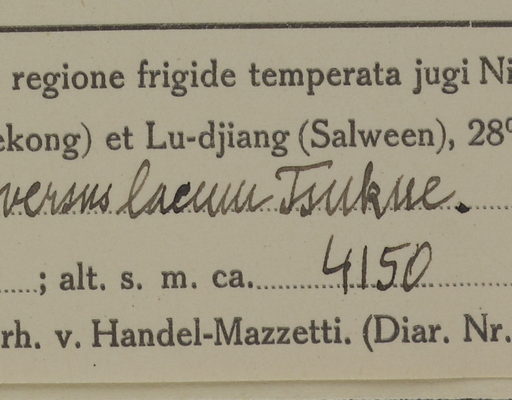 regione frigide temperata jugi Ni
ekong) et Lu-djiang (Salween), 28°
versus lacum Tsukue.
; alt. s. m. ca. 4150
rh. v. Handel-Mazzetti. (Diar. Nr.